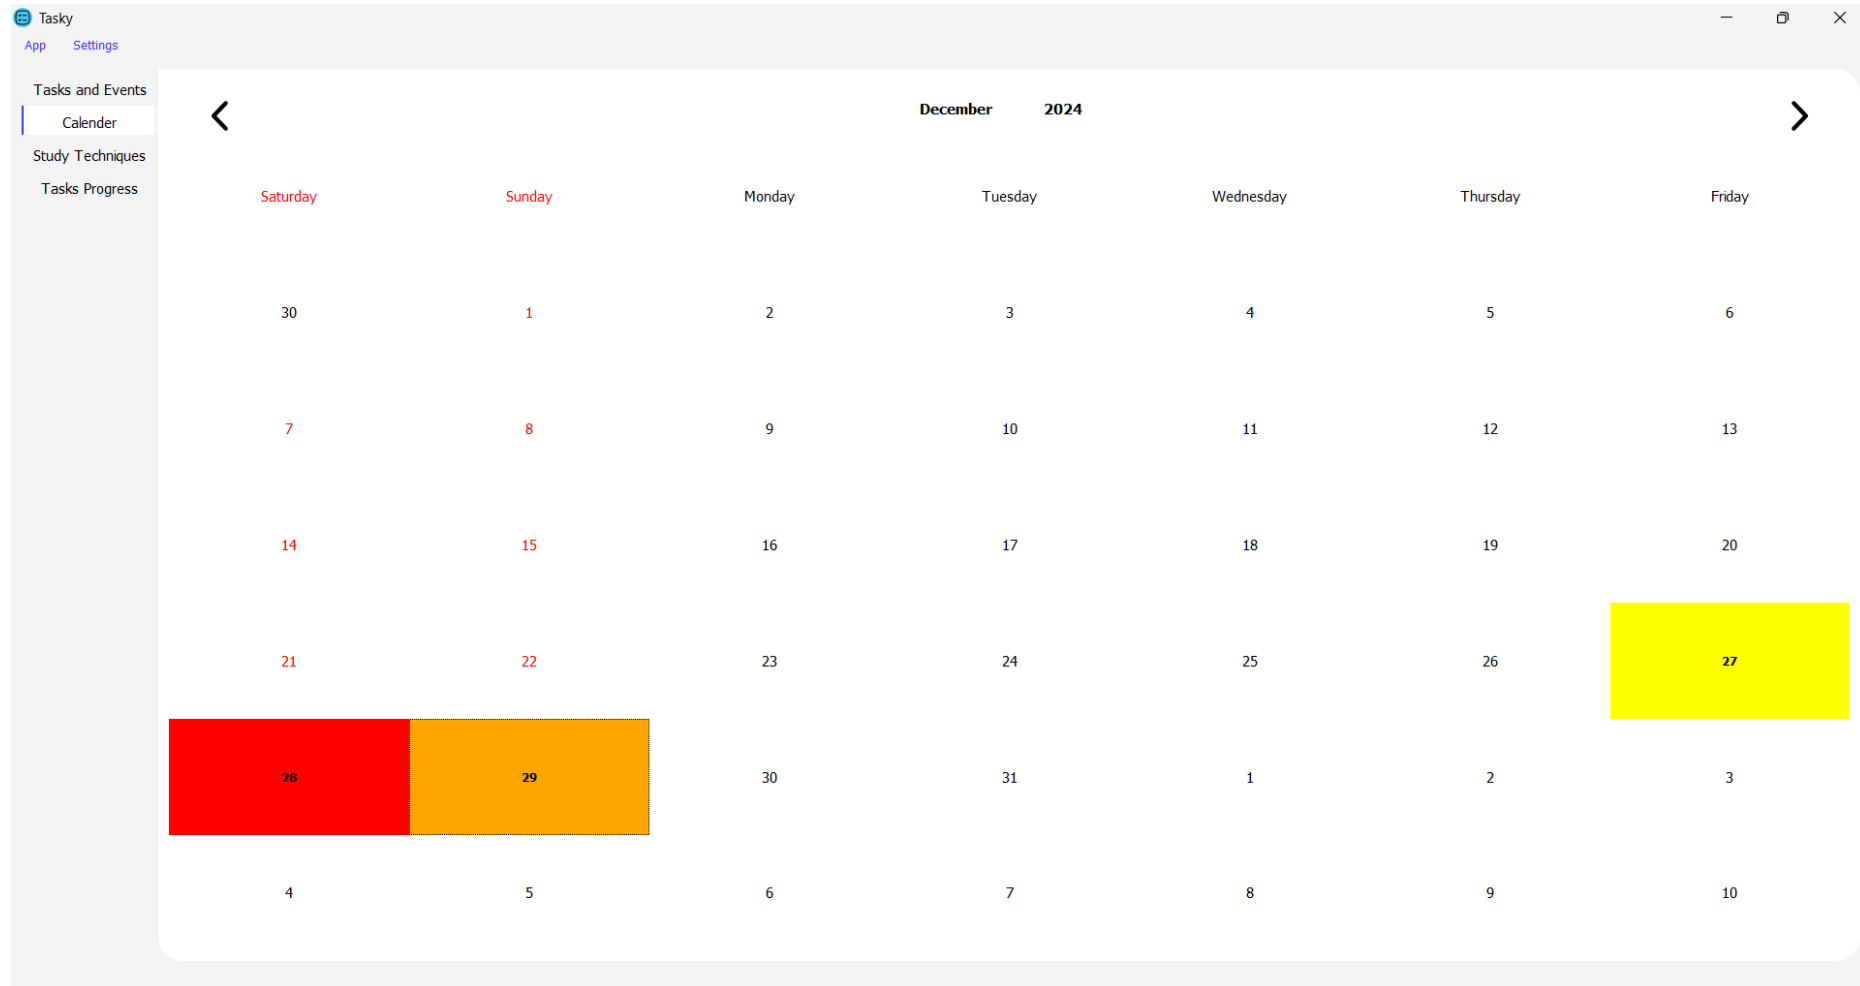 Tasky
App Settings
Tasks and Events
Calender
Study Techniques
Tasks Progress
December 2024
Saturday Sunday Monday Tuesday Wednesday Thursday Friday
30 1 2 3 4 5 6
7 8 9 10 11 12 13
14 15 16 17 18 19 20
21 22 23 24 25 26 27
28 29 30 31 1 2 3
4 5 6 7 8 9 10